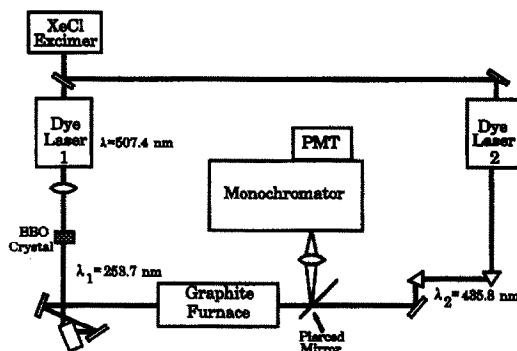 XeCl
Excimer
Dye
Laser
1
λ=507.4 nm
PMT
Dye
Laser
2
Monochromator
BBO
Crystal
λ1=253.7 nm
Graphite
Furnace
λ2=435.8 nm
Pierced
Mirror